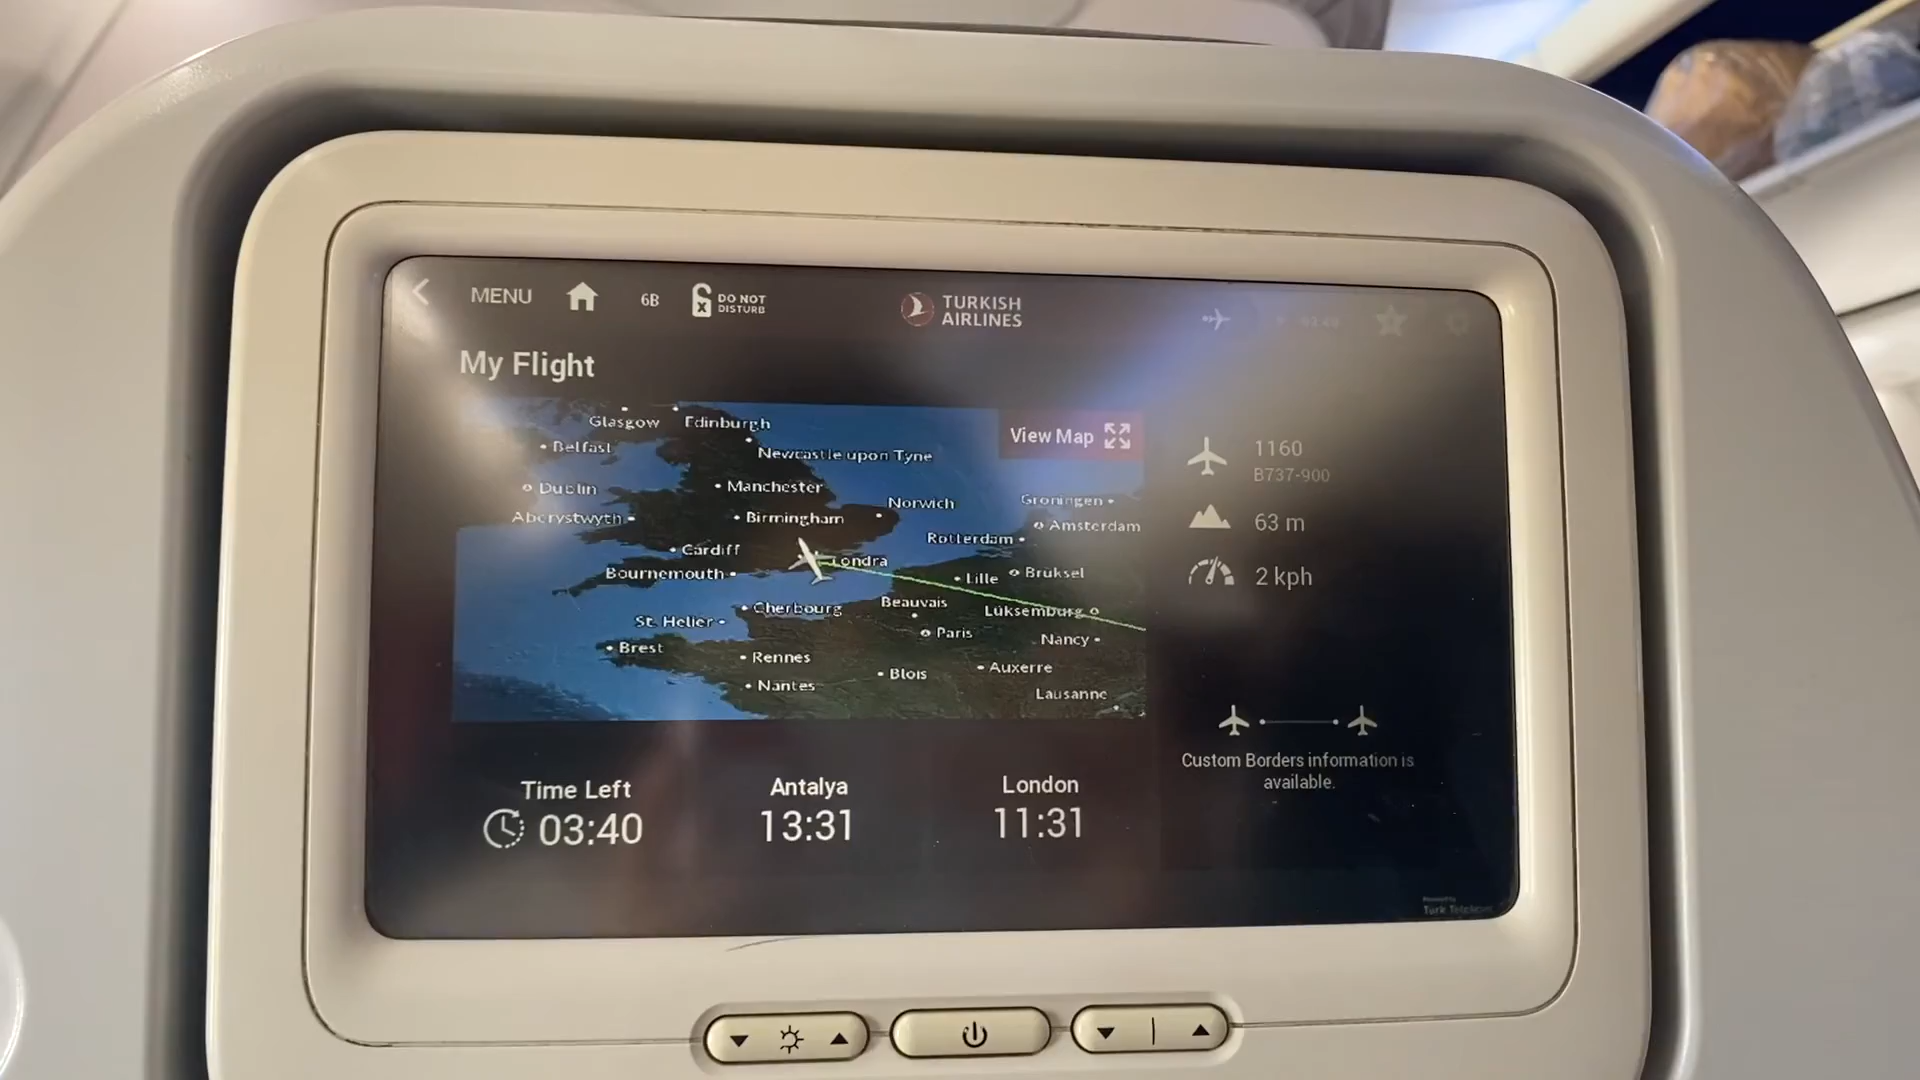 MENU
6B
DO NOT
DISTURB
TURKISH
AIRLINES
My Flight
Glasgow
Edinburgh
Belfast
Newcastle upon Tyne
Dublin
Manchester
Aberystwyth
Birmingham
Norwich
Groningen
Amsterdam
Rotterdam
Cardiff
Londra
Bournemouth
Lille
Brüksel
Cherbourg
Beauvais
Lüksemburg
St. Helier
Paris
Nancy
Brest
Rennes
Blois
Auxerre
Nantes
Lausanne
View Map
1160
B737-900
63 m
2 kph
Custom Borders information is
available.
Time Left
03:40
Antalya
13:31
London
11:31
Türk Telekom